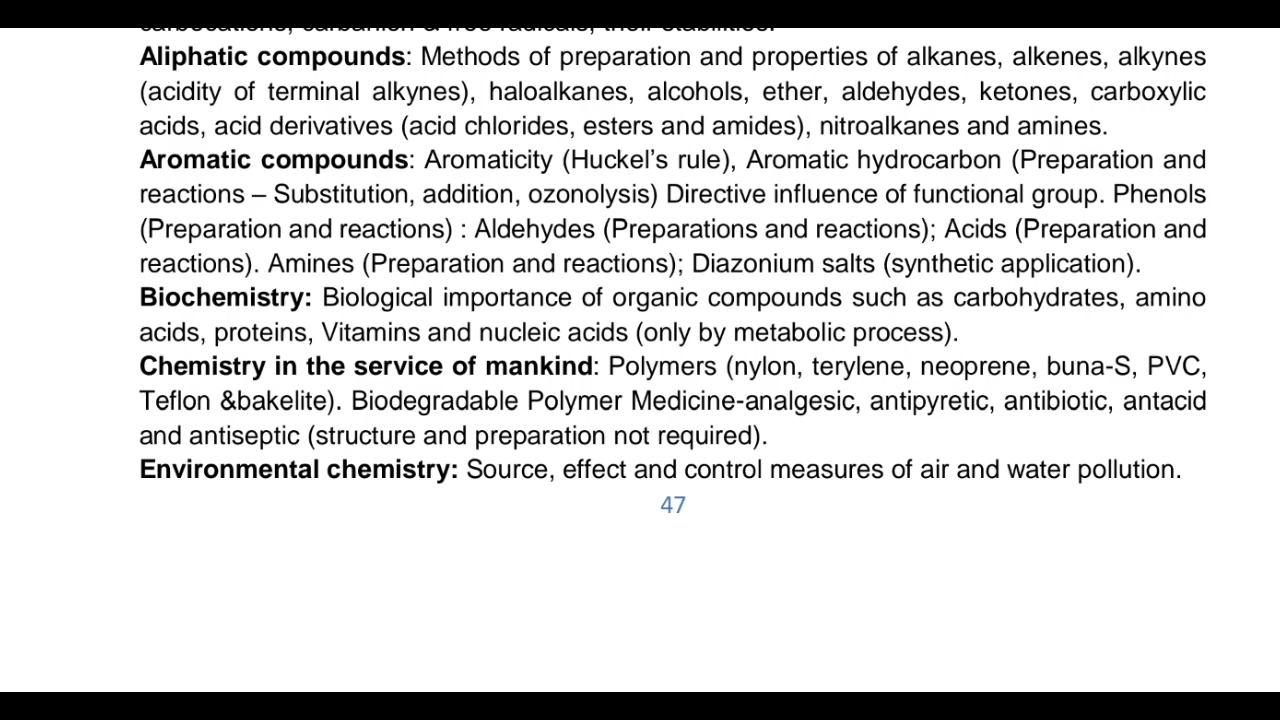 carbocations, carbanion & free radicals, their stabilities.
Aliphatic compounds: Methods of preparation and properties of alkanes, alkenes, alkynes
(acidity of terminal alkynes), haloalkanes, alcohols, ether, aldehydes, ketones, carboxylic
acids, acid derivatives (acid chlorides, esters and amides), nitroalkanes and amines.
Aromatic compounds: Aromaticity (Huckel’s rule), Aromatic hydrocarbon (Preparation and
reactions – Substitution, addition, ozonolysis) Directive influence of functional group. Phenols
(Preparation and reactions) : Aldehydes (Preparations and reactions); Acids (Preparation and
reactions). Amines (Preparation and reactions); Diazonium salts (synthetic application).
Biochemistry: Biological importance of organic compounds such as carbohydrates, amino
acids, proteins, Vitamins and nucleic acids (only by metabolic process).
Chemistry in the service of mankind: Polymers (nylon, terylene, neoprene, buna-S, PVC,
Teflon &bakelite). Biodegradable Polymer Medicine-analgesic, antipyretic, antibiotic, antacid
and antiseptic (structure and preparation not required).
Environmental chemistry: Source, effect and control measures of air and water pollution.
47